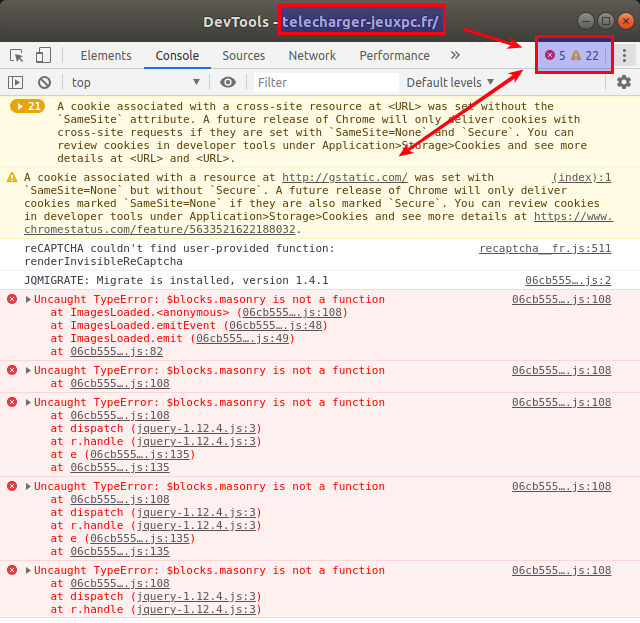 DevTools - telecharger-jeuxpc.fr/
Elements Console Sources Network Performance » 5 22
top Filter Default levels
21 A cookie associated with a cross-site resource at <URL> was set without the
`SameSite` attribute. A future release of Chrome will only deliver cookies with
cross-site requests if they are set with `SameSite=None` and `Secure`. You can
review cookies in developer tools under Application>Storage>Cookies and see more
details at <URL> and <URL>.
A cookie associated with a resource at http://gstatic.com/ was set with (index):1
`SameSite=None` but without `Secure`. A future release of Chrome will only deliver
cookies marked `SameSite=None` if they are also marked `Secure`. You can review cookies
in developer tools under Application>Storage>Cookies and see more details at https://www.
chromestatus.com/feature/5633521622188032.
reCAPTCHA couldn't find user-provided function: recaptcha__fr.js:511
renderInvisibleReCaptcha
JQMIGRATE: Migrate is installed, version 1.4.1 06cb555….js:2
Uncaught TypeError: $blocks.masonry is not a function 06cb555….js:108
at ImagesLoaded.<anonymous> (06cb555….js:108)
at ImagesLoaded.emitEvent (06cb555….js:48)
at ImagesLoaded.emit (06cb555….js:49)
at 06cb555….js:82
Uncaught TypeError: $blocks.masonry is not a function 06cb555….js:108
at 06cb555….js:108
Uncaught TypeError: $blocks.masonry is not a function 06cb555….js:108
at 06cb555….js:108
at dispatch (jquery-1.12.4.js:3)
at r.handle (jquery-1.12.4.js:3)
at e (06cb555….js:135)
at 06cb555….js:135
Uncaught TypeError: $blocks.masonry is not a function 06cb555….js:108
at 06cb555….js:108
at dispatch (jquery-1.12.4.js:3)
at r.handle (jquery-1.12.4.js:3)
at e (06cb555….js:135)
at 06cb555….js:135
Uncaught TypeError: $blocks.masonry is not a function 06cb555….js:108
at 06cb555….js:108
at dispatch (jquery-1.12.4.js:3)
at r.handle (jquery-1.12.4.js:3)